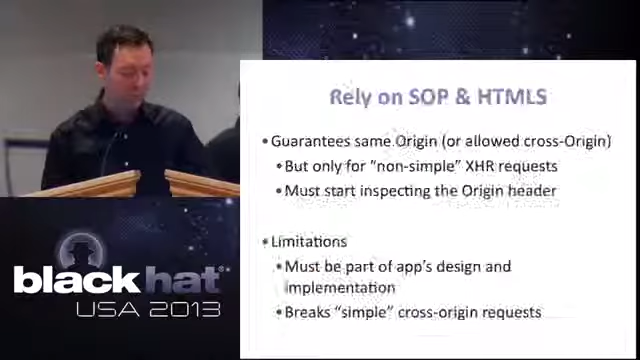 Rely on SOP & HTML5
Guarantees same Origin (or allowed cross-Origin)
But only for “non-simple” XHR requests
Must start inspecting the Origin header
Limitations
Must be part of app’s design and
implementation
Breaks “simple” cross-origin requests
black hat®
USA 2013